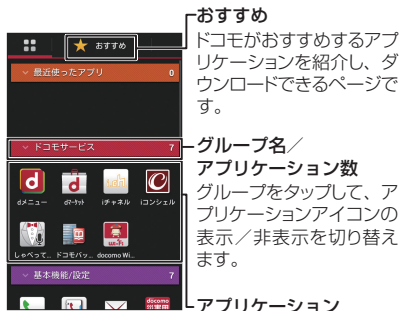 おすすめ
ドコモがおすすめするアプ
リケーションを紹介し、ダ
ウンロードできるページで
す。
グループ名／
アプリケーション数
グループをタップして、ア
プリケーションアイコンの
表示／非表示を切り替え
ます。
アプリケーション
おすすめ
最近使ったアプリ 0
ドコモサービス 7
dメニュー dマーケット iチャネル iコンシェル
しゃべって… ドコモバッ… docomo Wi…
基本機能/設定 7
docomo